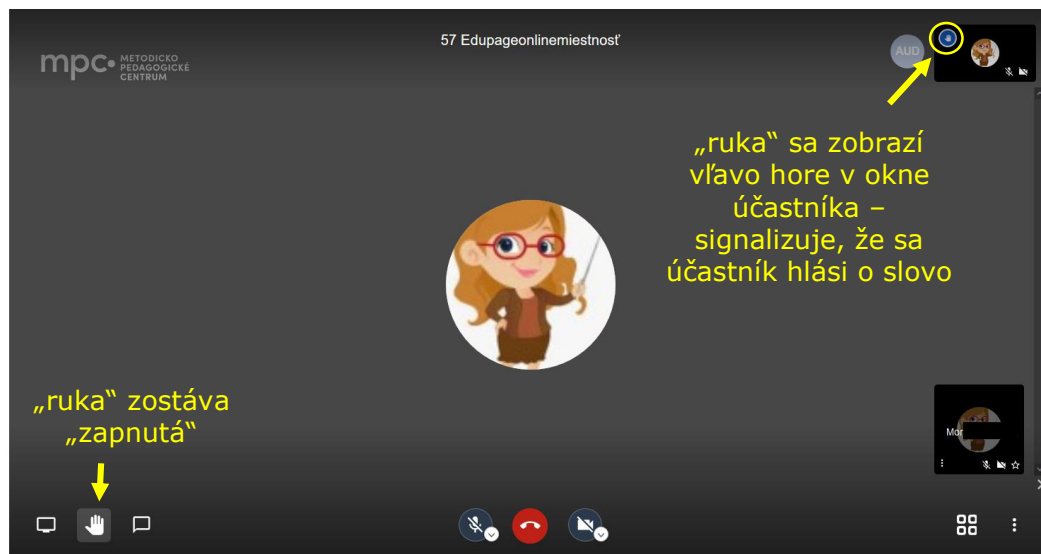 57 Edupageonlinemiestnosť
mpc METODICKO
PEDAGOGICKÉ
CENTRUM
AUD
„ruka“ sa zobrazí
vľavo hore v okne
účastníka –
signalizuje, že sa
účastník hlási o slovo
„ruka“ zostáva
„zapnutá“